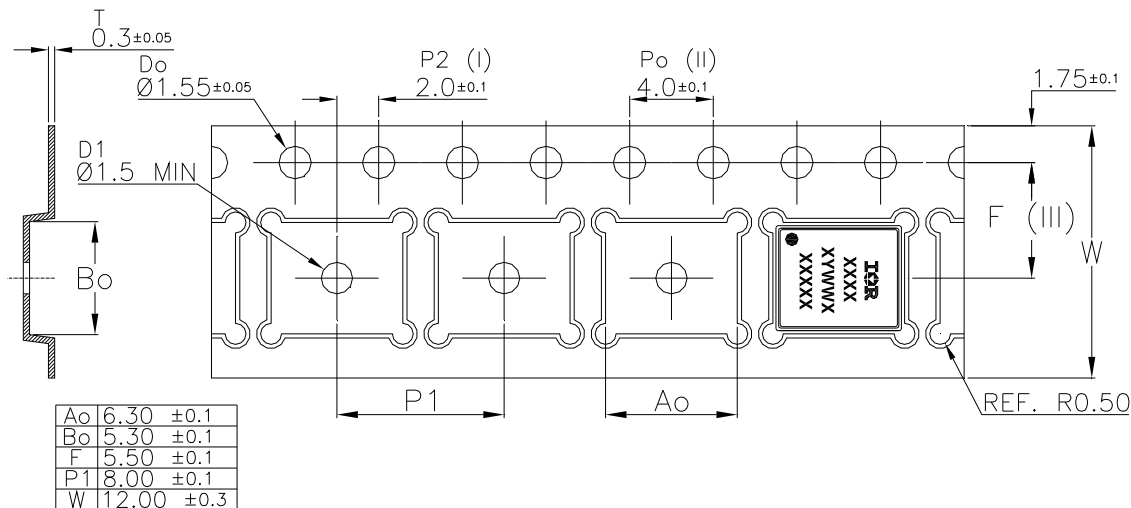 T
0.3±0.05
Do
Ø1.55±0.05
P2 (I)
2.0±0.1
Po (II)
4.0±0.1
1.75±0.1
D1
Ø1.5 MIN
F (III)
W
Bo
IOR
XXXX
XYWWX
XXXXX
P1
Ao
REF. R0.50
Ao 6.30 ±0.1
Bo 5.30 ±0.1
F 5.50 ±0.1
P1 8.00 ±0.1
W 12.00 ±0.3